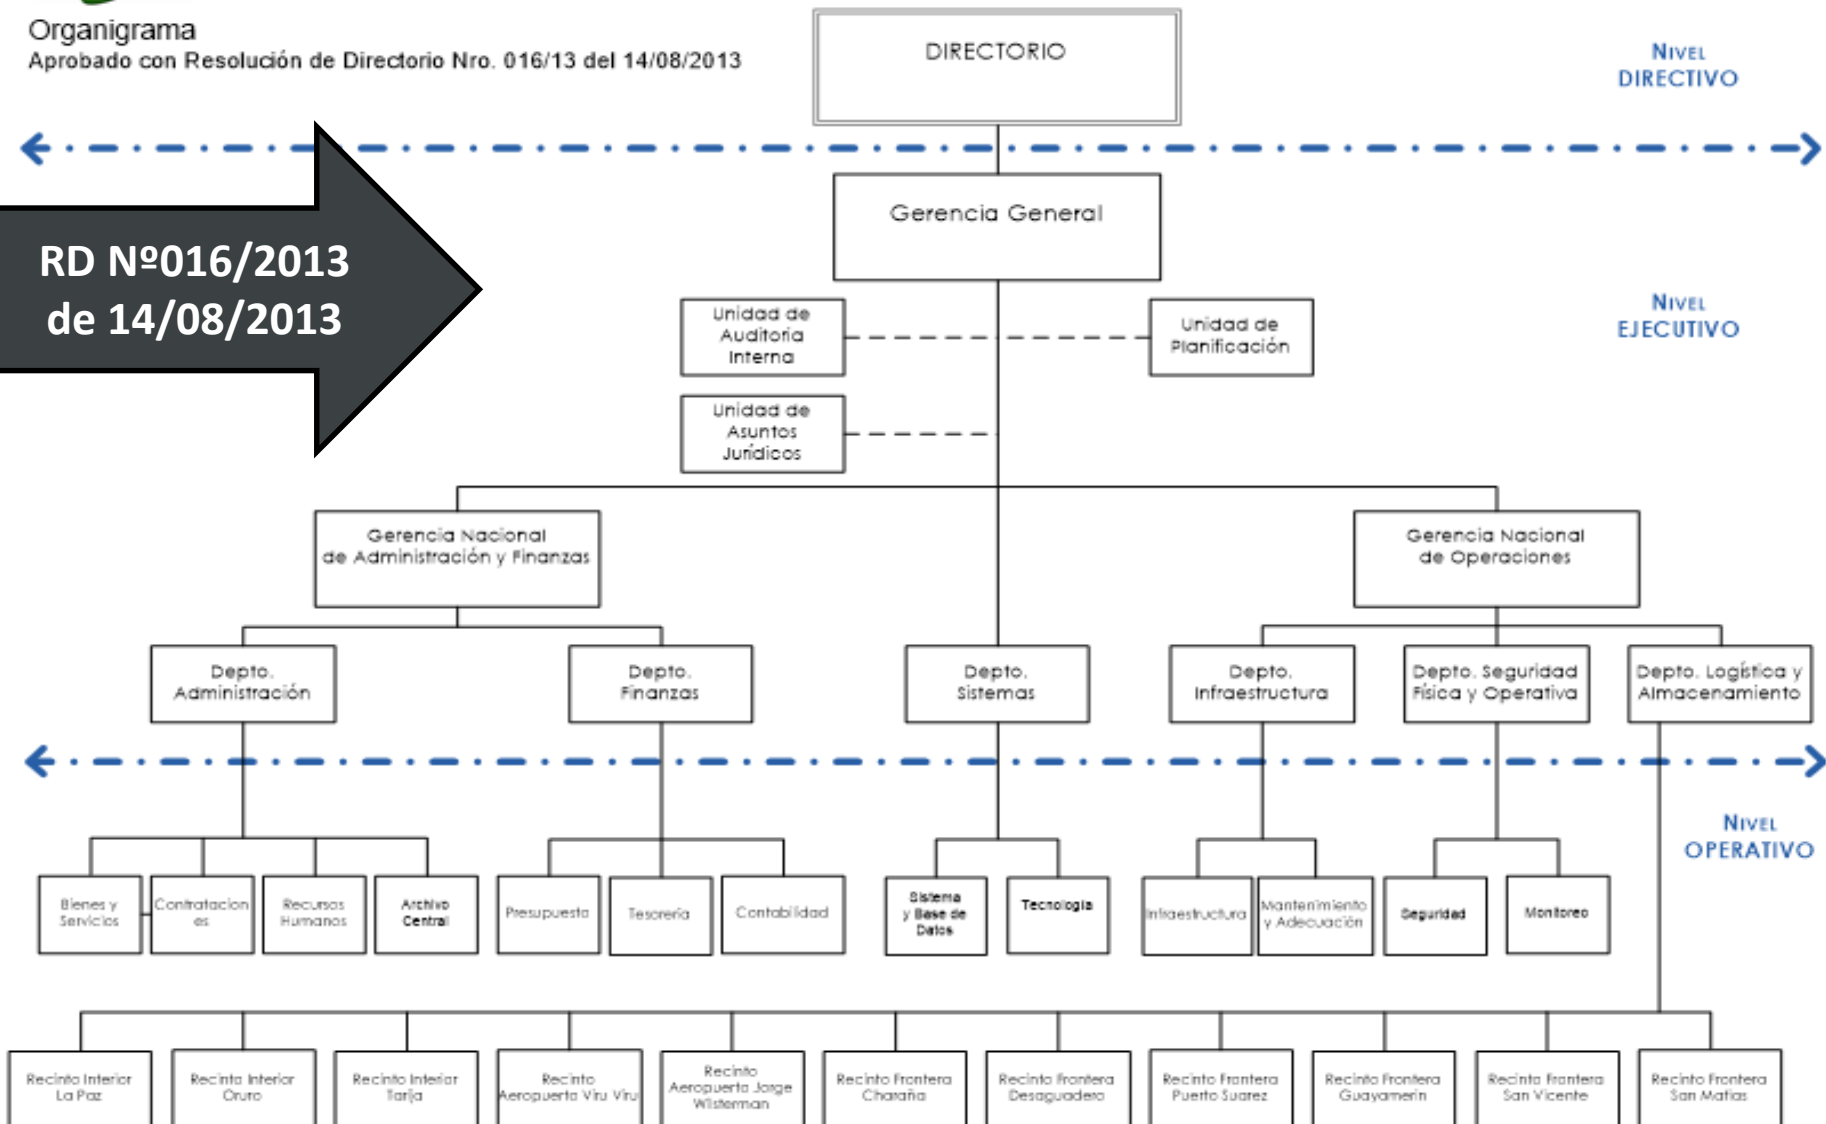 Organigrama
Aprobado con Resolución de Directorio Nro. 016/13 del 14/08/2013
DIRECTORIO
NIVEL
DIRECTIVO
RD Nº016/2013
de 14/08/2013
Gerencia General
NIVEL
EJECUTIVO
Unidad de
Auditoria
Interna
Unidad de
Planificación
Unidad de
Asuntos
Jurídicos
Gerencia Nacional
de Administración y Finanzas
Gerencia Nacional
de Operaciones
Depto.
Administración
Depto.
Finanzas
Depto.
Sistemas
Depto.
Infraestructura
Depto. Seguridad
Física y Operativa
Depto. Logística y
Almacenamiento
NIVEL
OPERATIVO
Bienes y
Servicios
Contratacion
es
Recursos
Humanos
Archivo
Central
Presupuesto
Tesorería
Contabilidad
Sistema
y Base de
Datos
Tecnología
Infraestructura
Mantenimiento
y Adecuación
Seguridad
Monitoreo
Recinto Interior
La Paz
Recinto Interior
Oruro
Recinto Interior
Tarija
Recinto
Aeropuerto Viru Viru
Recinto
Aeropuerto Jorge
Wilsterman
Recinto Frontera
Charaña
Recinto Frontera
Desaguadero
Recinto Frontera
Puerto Suarez
Recinto Frontera
Guayamerin
Recinto Frontera
San Vicente
Recinto Frontera
San Matias